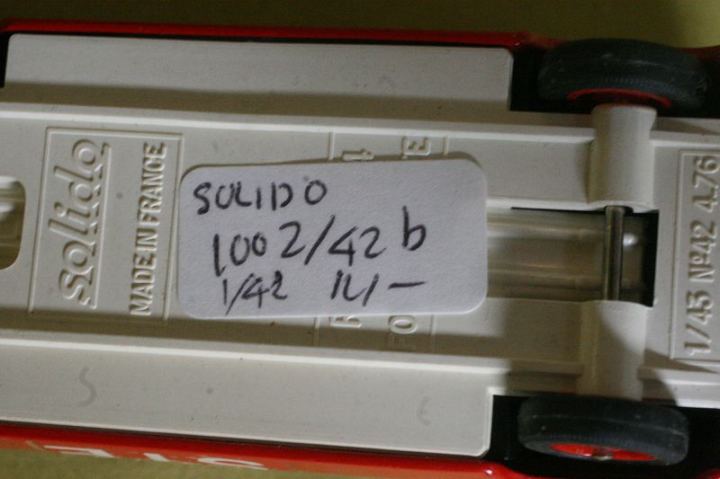 solido
MADE IN FRANCE
SOLIDO
1002/42 b
1/42
1/43 Nº42 4.76